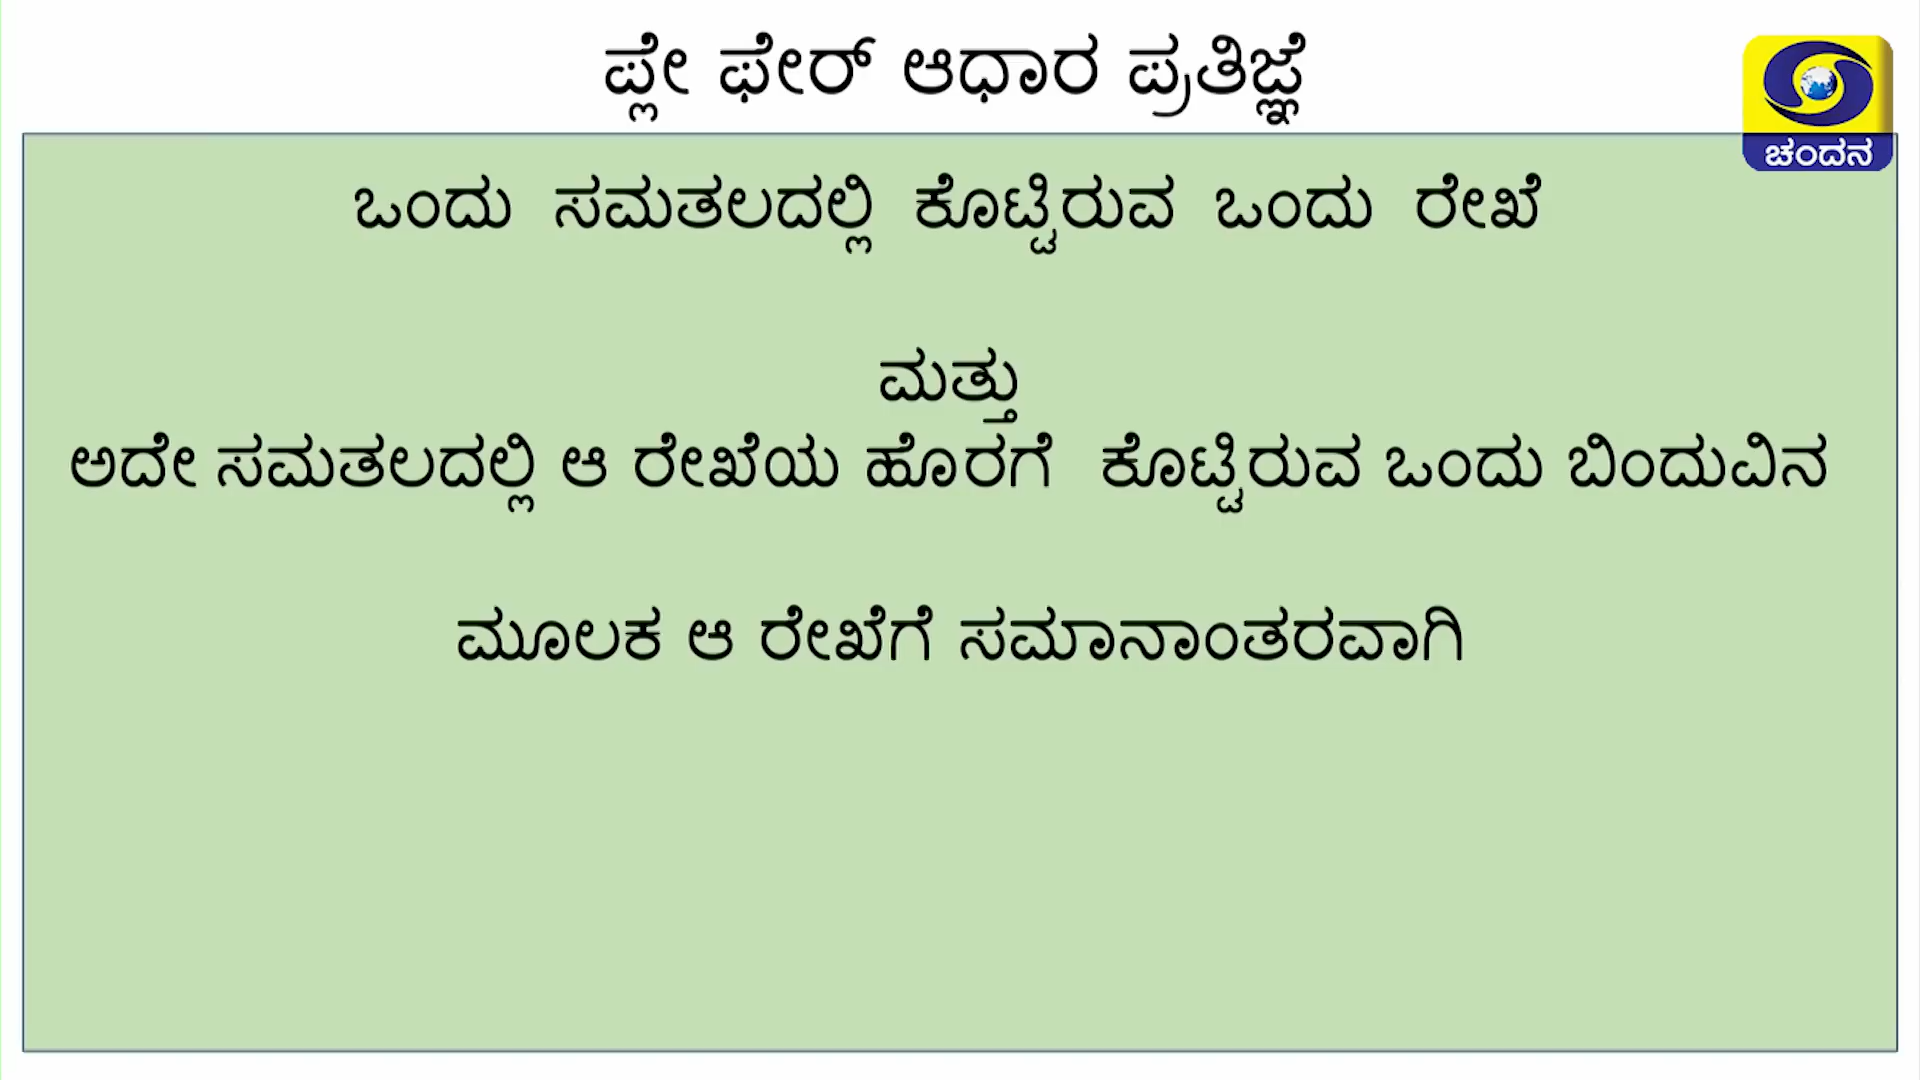 ಪ್ಲೇ ಫೇರ್ ಆಧಾರ ಪ್ರತಿಜ್ಞೆ
ಚಂದನ
ಒಂದು ಸಮತಲದಲ್ಲಿ ಕೊಟ್ಟಿರುವ ಒಂದು ರೇಖೆ
ಮತ್ತು
ಅದೇ ಸಮತಲದಲ್ಲಿ ಆ ರೇಖೆಯ ಹೊರಗೆ ಕೊಟ್ಟಿರುವ ಒಂದು ಬಿಂದುವಿನ
ಮೂಲಕ ಆ ರೇಖೆಗೆ ಸಮಾನಾಂತರವಾಗಿ